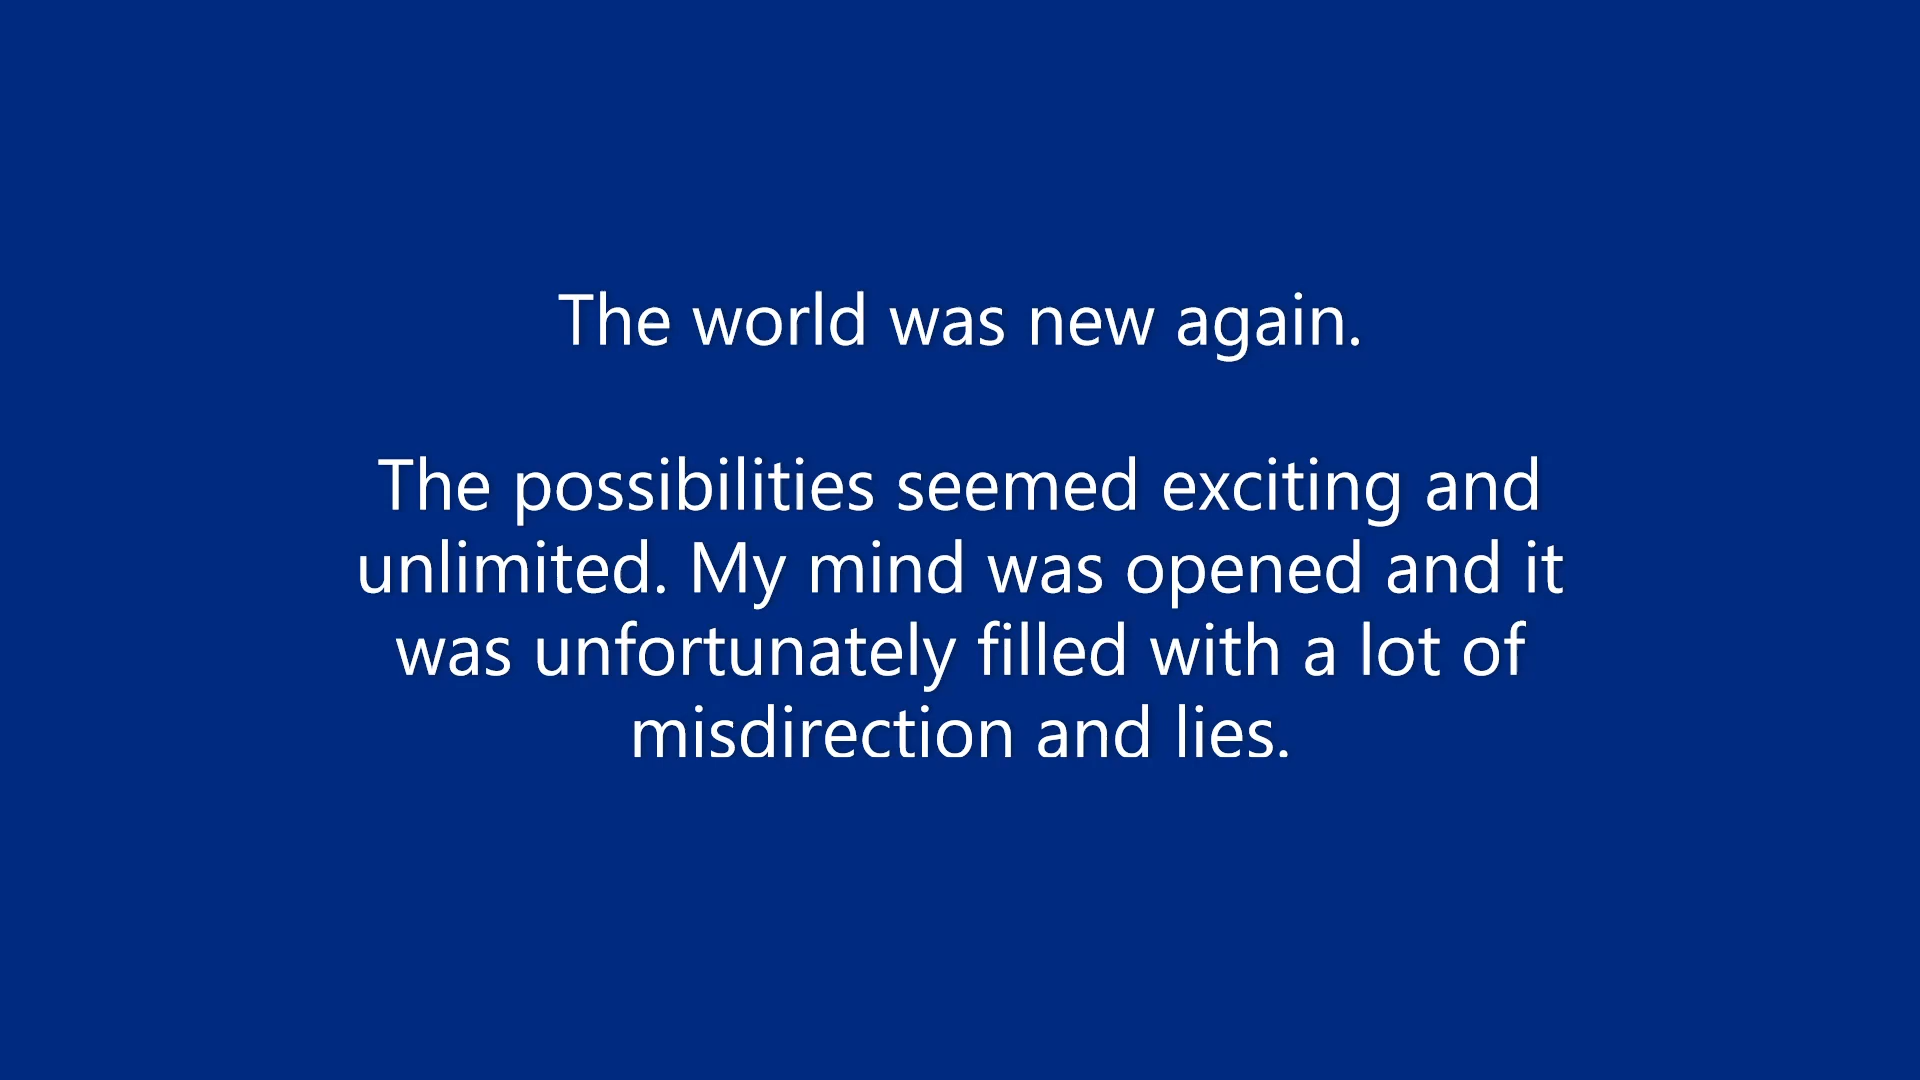 The world was new again.
The possibilities seemed exciting and
unlimited. My mind was opened and it
was unfortunately filled with a lot of
misdirection and lies.